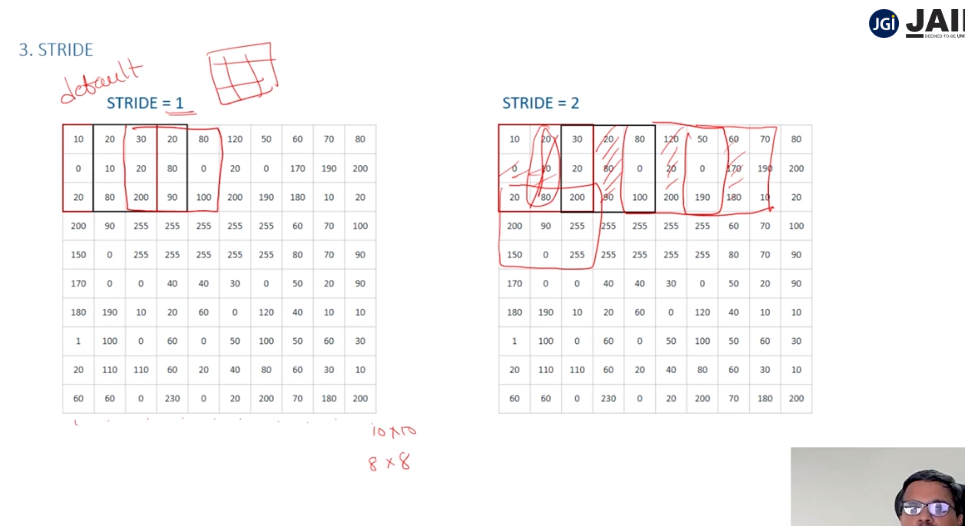 JGi JAI
DEEMED TO BE UN
3. STRIDE
default
STRIDE = 1
10 20 30 20 80 120 50 60 70 80
0 10 20 80 0 20 0 170 190 200
20 80 200 90 100 200 190 180 10 20
200 90 255 255 255 255 255 60 70 100
150 0 255 255 255 255 255 80 70 90
170 0 0 40 40 30 0 50 20 90
180 190 10 20 60 0 120 40 10 10
1 100 0 60 0 50 100 50 60 30
20 110 110 60 20 40 80 60 30 10
60 60 0 230 0 20 200 70 180 200
10 x 10
8 x 8
STRIDE = 2
10 20 30 20 80 120 50 60 70 80
0 10 20 80 0 20 0 170 190 200
20 80 200 90 100 200 190 180 10 20
200 90 255 255 255 255 255 60 70 100
150 0 255 255 255 255 255 80 70 90
170 0 0 40 40 30 0 50 20 90
180 190 10 20 60 0 120 40 10 10
1 100 0 60 0 50 100 50 60 30
20 110 110 60 20 40 80 60 30 10
60 60 0 230 0 20 200 70 180 200